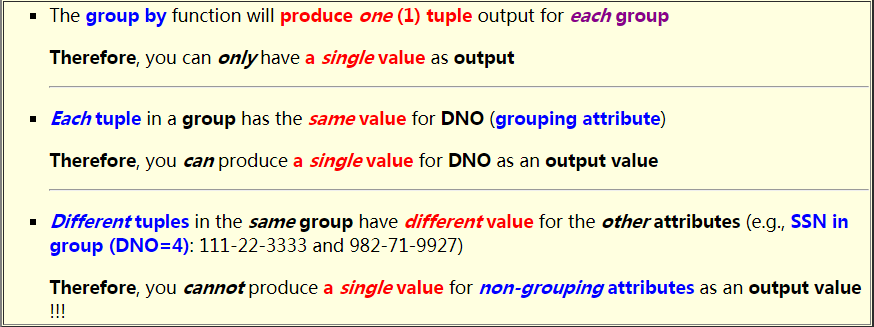 The group by function will produce one (1) tuple output for each group
Therefore, you can only have a single value as output
Each tuple in a group has the same value for DNO (grouping attribute)
Therefore, you can produce a single value for DNO as an output value
Different tuples in the same group have different value for the other attributes (e.g., SSN in
group (DNO=4): 111-22-3333 and 982-71-9927)
Therefore, you cannot produce a single value for non-grouping attributes as an output value
!!!